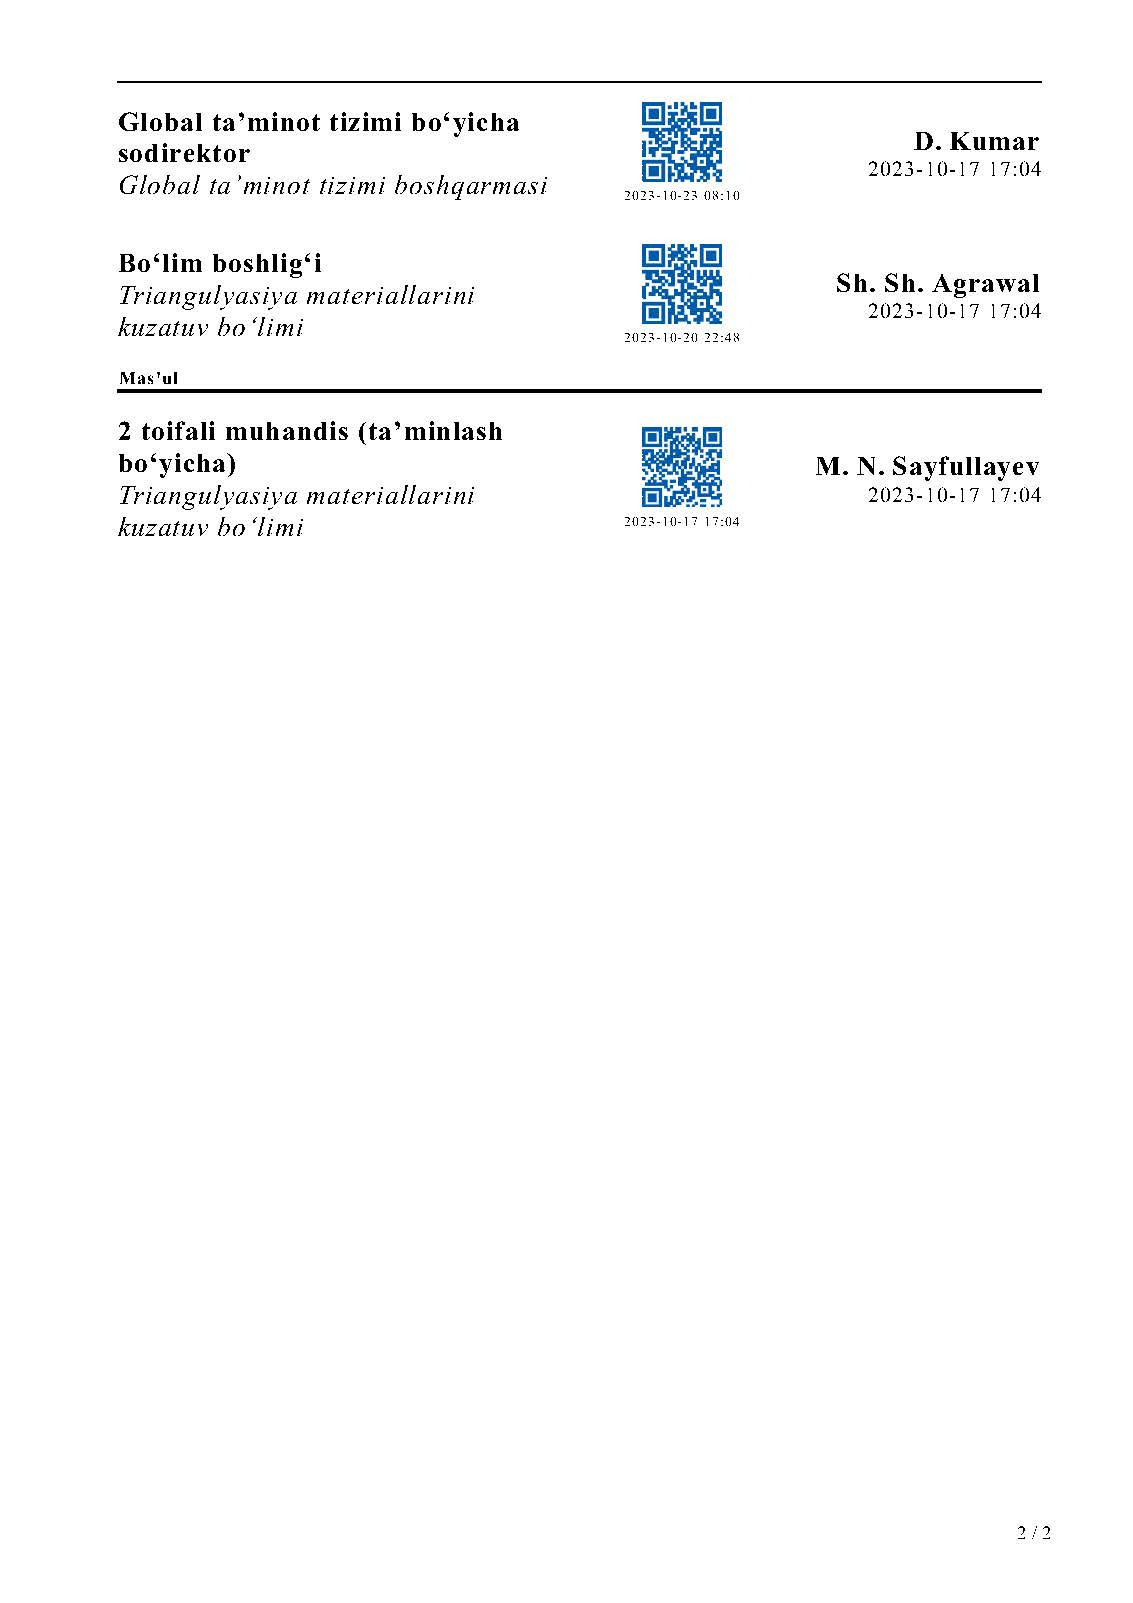 Global ta’minot tizimi bo‘yicha
sodirektor
Global ta’minot tizimi boshqarmasi
2023-10-23 08:10
D. Kumar
2023-10-17 17:04
Bo‘lim boshlig‘i
Triangulyasiya materiallarini
kuzatuv bo‘limi
2023-10-20 22:48
Sh. Sh. Agrawal
2023-10-17 17:04
Mas'ul
2 toifali muhandis (ta’minlash
bo‘yicha)
Triangulyasiya materiallarini
kuzatuv bo‘limi
2023-10-17 17:04
M. N. Sayfullayev
2023-10-17 17:04
2 / 2